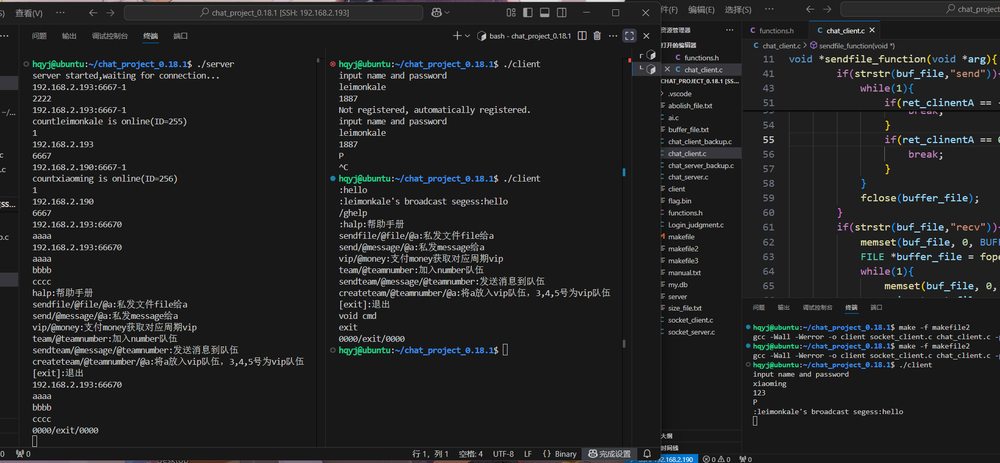 查看(V)
···
chat_project_0.18.1 [SSH: 192.168.2.193]
问题 输出 调试控制台 终端 端口
bash - chat_project_0.18.1
hqyj@ubuntu:~/chat_project_0.18.1$ ./server
server started,waiting for connection...
192.168.2.193:6667-1
2222
192.168.2.193:6667-1
countleimonkale is online(ID=255)
1
192.168.2.193
6667
192.168.2.190:6667-1
countxiaoming is online(ID=256)
1
192.168.2.190
6667
192.168.2.193:66670
aaaa
192.168.2.193:66670
aaaa
bbbb
cccc
halp:帮助手册
sendfile/@file/@a:私发文件file给a
send/@message/@a:私发message给a
vip/@money:支付money获取对应周期vip
team/@teamnumber:加入number队伍
sendteam/@message/@teamnumber:发送消息到队伍
createteam/@teamnumber/@a:将a放入vip队伍，3,4,5号为vip队伍
[exit]:退出
192.168.2.193:66670
aaaa
bbbb
cccc
0000/exit/0000
hqyj@ubuntu:~/chat_project_0.18.1$ ./client
input name and password
leimonkale
1887
Not registered, automatically registered.
input name and password
leimonkale
1887
P
^C
hqyj@ubuntu:~/chat_project_0.18.1$ ./client
:hello
:leimonkale's broadcast segess:hello
/ghelp
:halp:帮助手册
sendfile/@file/@a:私发文件file给a
send/@message/@a:私发message给a
vip/@money:支付money获取对应周期vip
team/@teamnumber:加入number队伍
sendteam/@message/@teamnumber:发送消息到队伍
createteam/@teamnumber/@a:将a放入vip队伍，3,4,5号为vip队伍
[exit]:退出
void cmd
exit
0000/exit/0000
hqyj@ubuntu:~/chat_project_0.18.1$
行 1，列 1 空格: 4 UTF-8 LF {} Binary 完成设置
件(F) 编辑(E) 选择(S) ···
chat_project
资源管理器 ···
打开的编辑器
functions.h
chat_client.c
CHAT_PROJECT_0.18.1 [SS...
.vscode
abolish_file.txt
ai.c
buffer_file.txt
chat_client_backup.c
chat_client.c
chat_server_backup.c
chat_server.c
client
flag.bin
functions.h
Login_judgment.c
makefile
makefile2
makefile3
manual.txt
my.db
server
size_file.txt
socket_client.c
socket_server.c
大纲
时间线
functions.h chat_client.c
chat_client.c > sendfile_function(void *)
11 void *sendfile_function(void *arg){
41 if(strstr(buf_file,"send")){
43 while(1){
51 if(ret_clinentA == -
53 break;
54 }
55 if(ret_clinentA == 0
56 break;
57 }
58 }
59 fclose(buffer_file);
60 }
61 if(strstr(buf_file,"recv")){
62 memset(buf_file, 0, BUFF
63 FILE *buffer_file = fope
64 while(1){
65 memset(buf_file, 0,
问题 输出 调试控制台 终端 端口
hqyj@ubuntu:~/chat_project_0.18.1$ make -f makefile2
gcc -Wall -Werror -o client socket_client.c chat_client.c -p
hqyj@ubuntu:~/chat_project_0.18.1$ make -f makefile2
gcc -Wall -Werror -o client socket_client.c chat_client.c -p
hqyj@ubuntu:~/chat_project_0.18.1$ ./client
input name and password
xiaoming
123
P
:leimonkale's broadcast segess:hello
SSH: 192.168.2.190 0 0 0